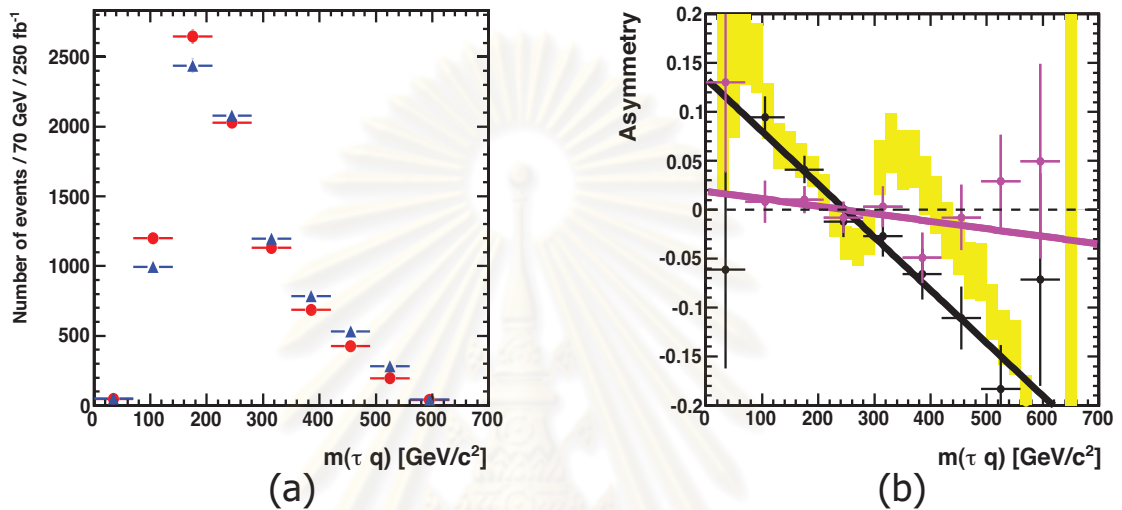 Number of events / 70 GeV / 250 fb⁻¹
2500
2000
1500
1000
500
0
0 100 200 300 400 500 600 700
m(τ q) [GeV/c²]
(a)
Asymmetry
0.2
0.15
0.1
0.05
0
-0.05
-0.1
-0.15
-0.2
0 100 200 300 400 500 600 700
m(τ q) [GeV/c²]
(b)